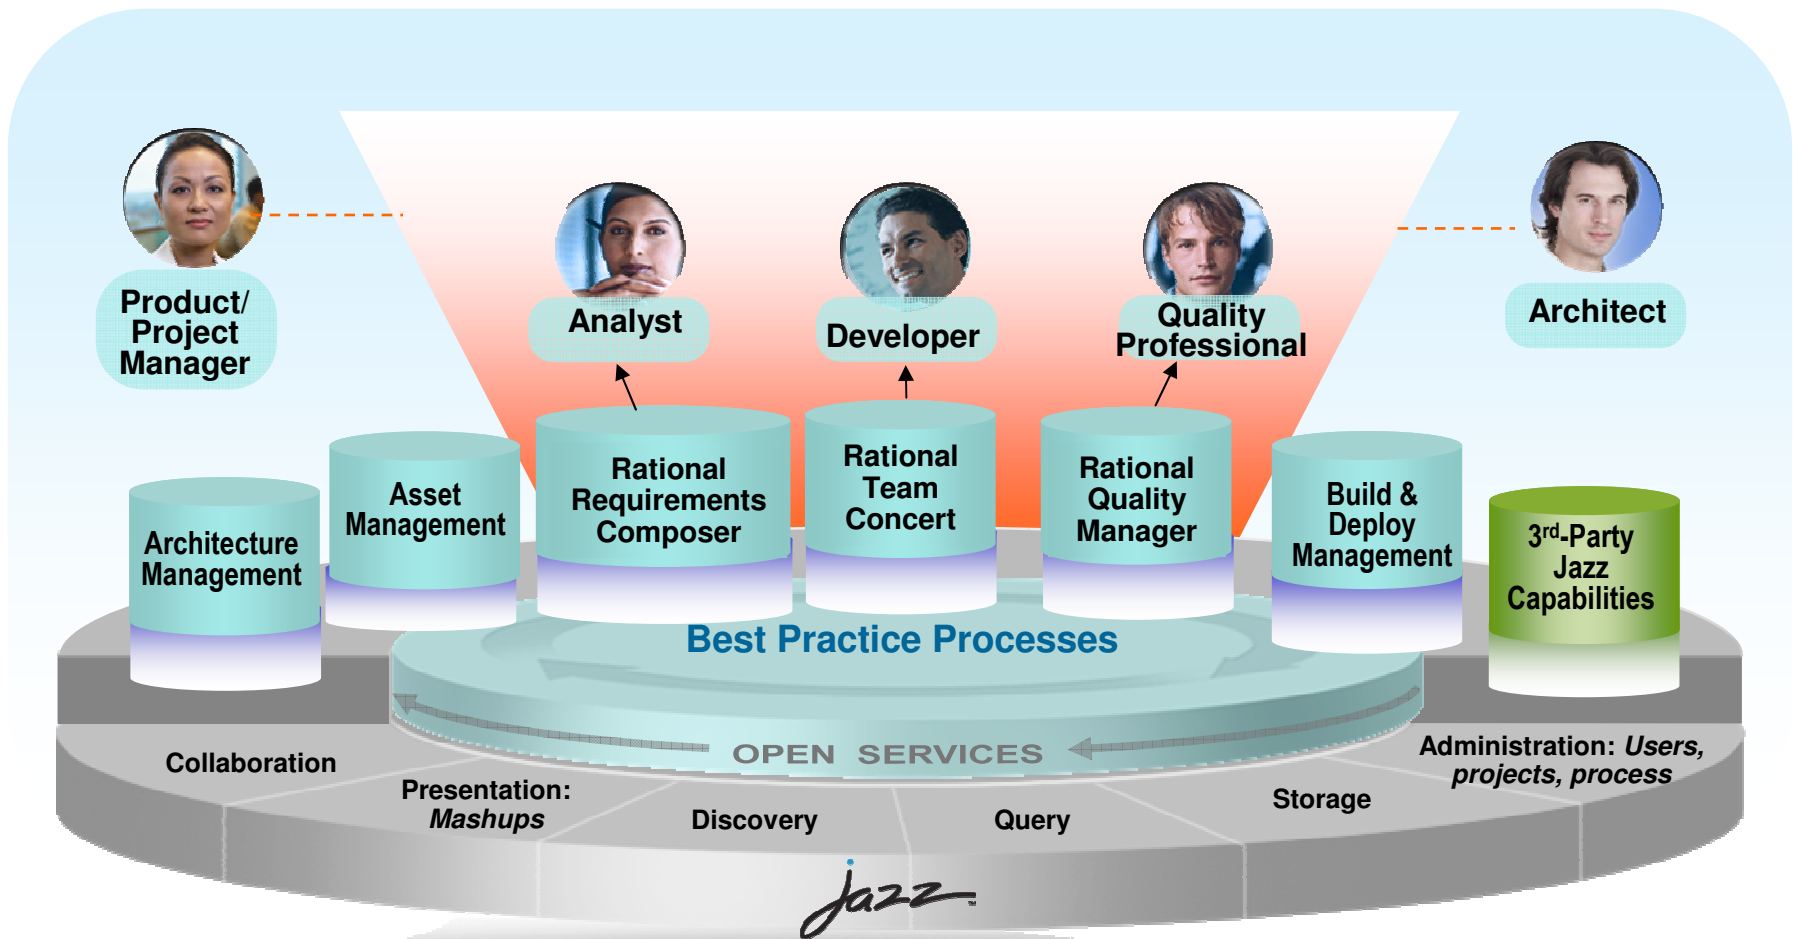 Product/
Project
Manager
Analyst
Developer
Quality
Professional
Architect
Architecture
Management
Asset
Management
Rational
Requirements
Composer
Rational
Team
Concert
Rational
Quality
Manager
Build &
Deploy
Management
3rd-Party
Jazz
Capabilities
Best Practice Processes
OPEN SERVICES
Collaboration
Presentation:
Mashups
Discovery
Query
Storage
Administration: Users,
projects, process
jazz™